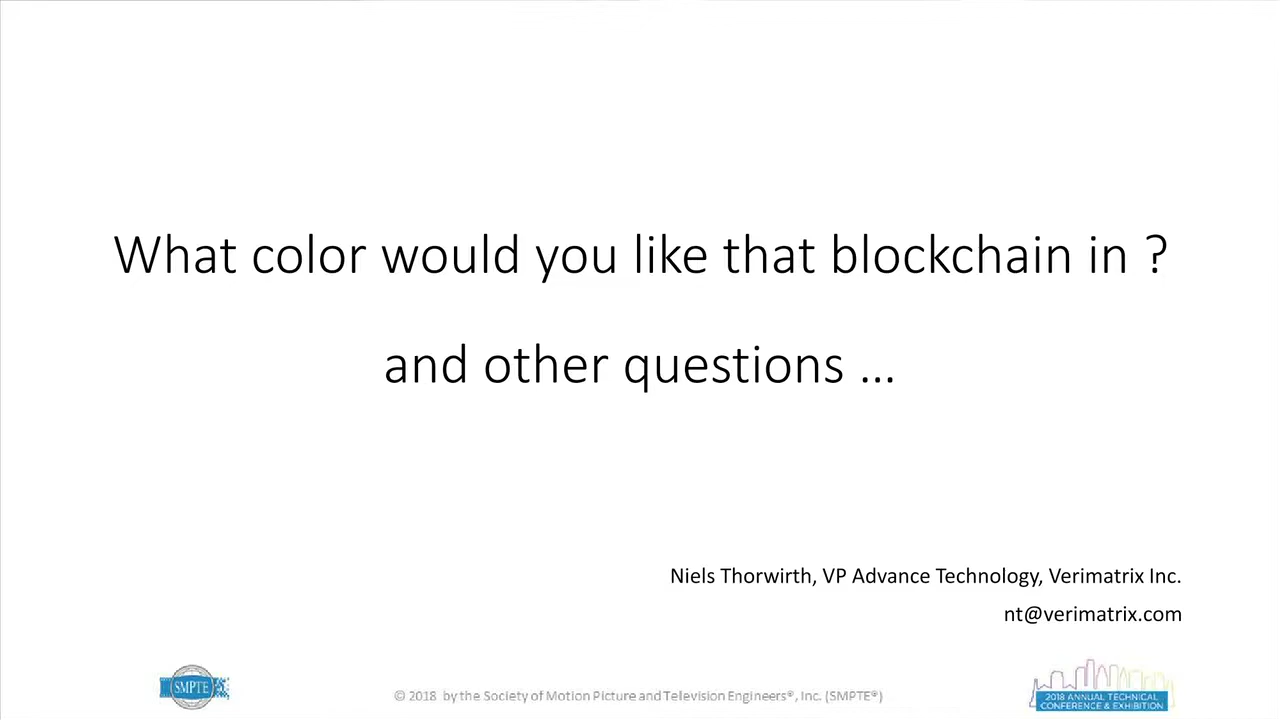 What color would you like that blockchain in ?
and other questions ...
Niels Thorwirth, VP Advance Technology, Verimatrix Inc.
nt@verimatrix.com
SMPTE
© 2018 by the Society of Motion Picture and Television Engineers®, Inc. (SMPTE®)
2018 ANNUAL TECHNICAL
CONFERENCE & EXHIBITION